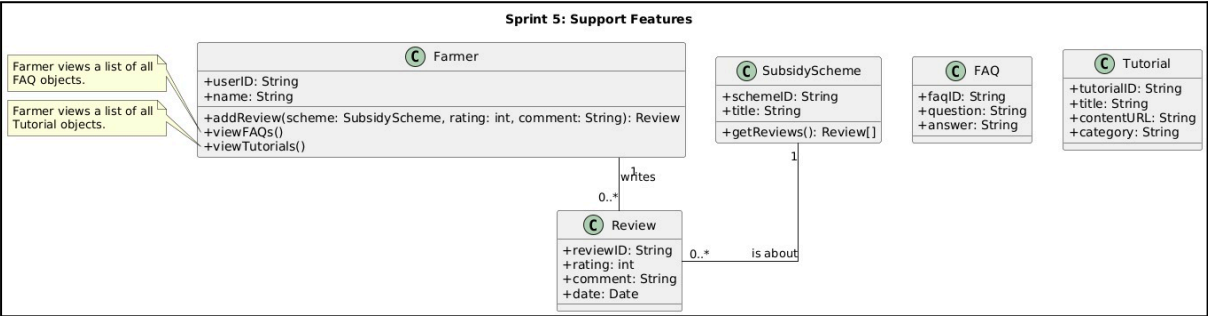 Sprint 5: Support Features
Farmer views a list of all
FAQ objects.
Farmer views a list of all
Tutorial objects.
C Farmer
+userID: String
+name: String
+addReview(scheme: SubsidyScheme, rating: int, comment: String): Review
+viewFAQs()
+viewTutorials()
C SubsidyScheme
+schemeID: String
+title: String
+getReviews(): Review[]
C FAQ
+faqID: String
+question: String
+answer: String
C Tutorial
+tutorialID: String
+title: String
+contentURL: String
+category: String
1
writes
0..*
1
0..*
is about
C Review
+reviewID: String
+rating: int
+comment: String
+date: Date